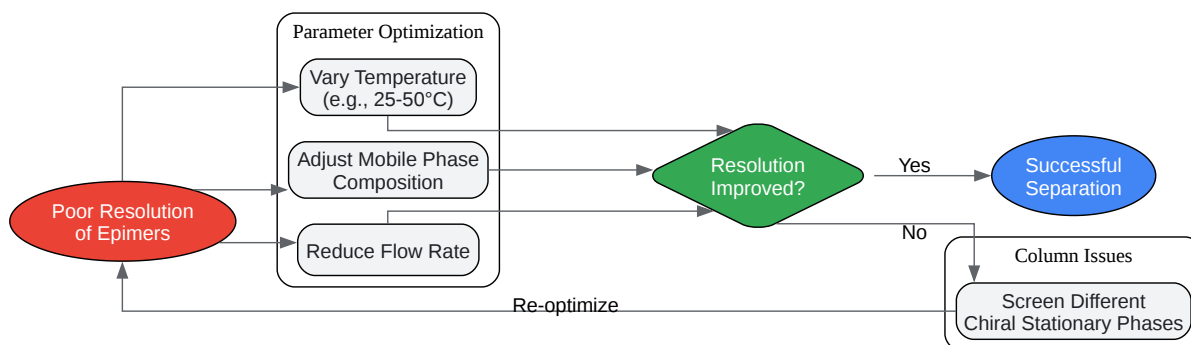 Parameter Optimization
Vary Temperature
(e.g., 25-50°C)
Adjust Mobile Phase
Composition
Reduce Flow Rate
Poor Resolution
of Epimers
Resolution
Improved?
Yes
Successful
Separation
No
Column Issues
Screen Different
Chiral Stationary Phases
Re-optimize